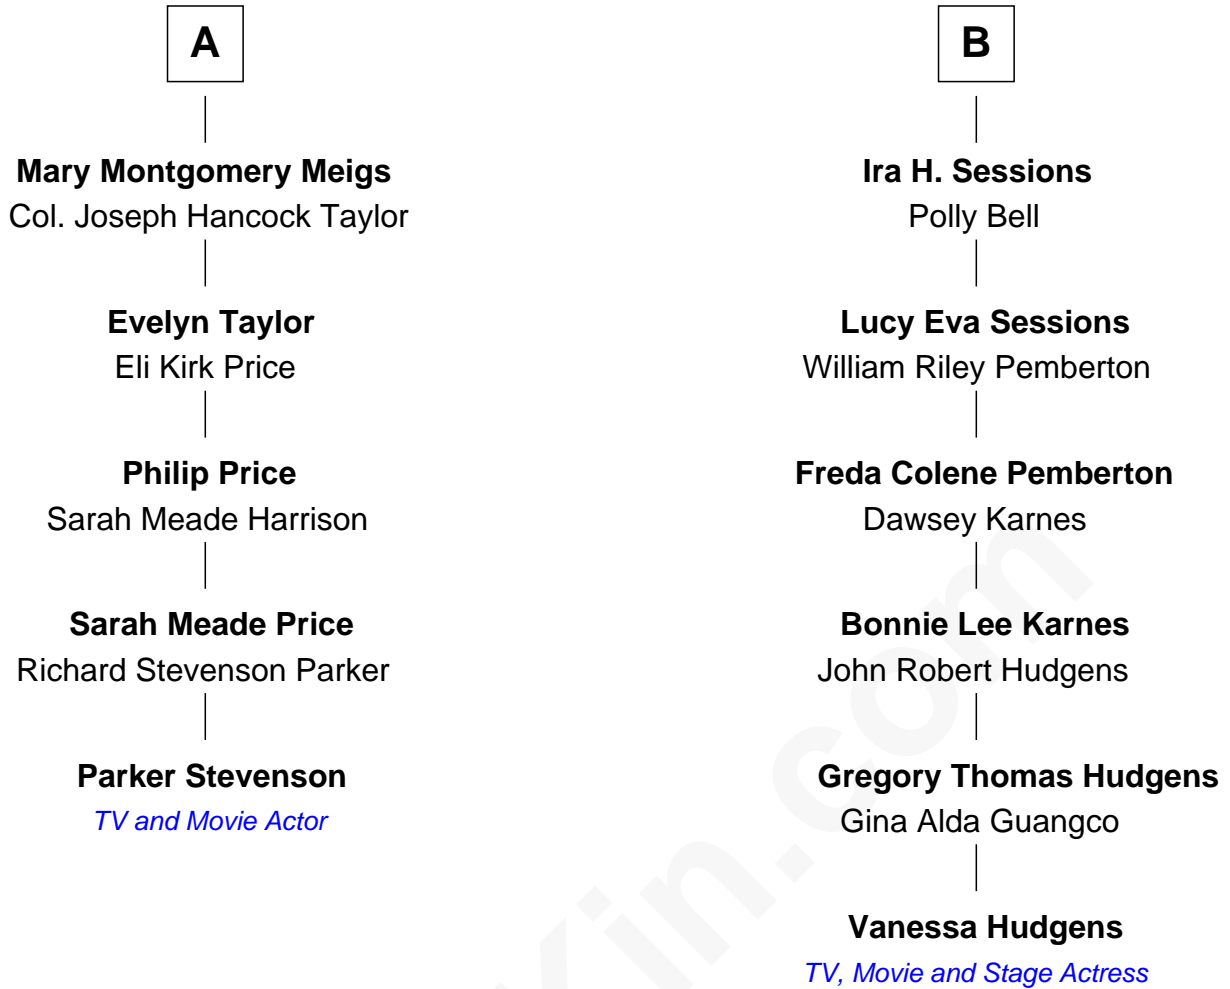 A
Mary Montgomery Meigs
Col. Joseph Hancock Taylor
Evelyn Taylor
Eli Kirk Price
Philip Price
Sarah Meade Harrison
Sarah Meade Price
Richard Stevenson Parker
Parker Stevenson
TV and Movie Actor
B
Ira H. Sessions
Polly Bell
Lucy Eva Sessions
William Riley Pemberton
Freda Colene Pemberton
Dawsey Karnes
Bonnie Lee Karnes
John Robert Hudgens
Gregory Thomas Hudgens
Gina Alda Guangco
Vanessa Hudgens
TV, Movie and Stage Actress
Kin.com